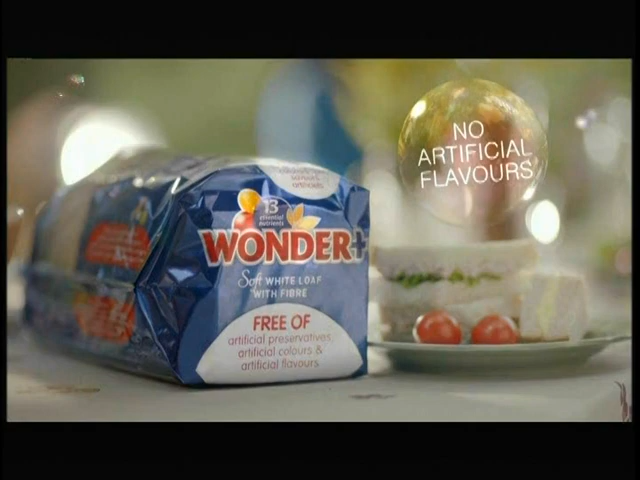 NO
ARTIFICIAL
FLAVOURS
13
essential
nutrients
WONDER+
Soft WHITE LOAF
WITH FIBRE
FREE OF
artificial preservatives,
artificial colours &
artificial flavours